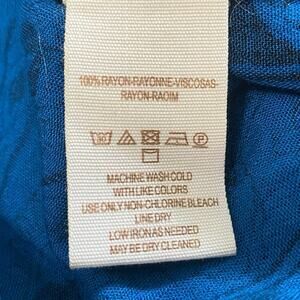 100% RAYON-RAYONNE-VISCOSAS-
RAYON-RAOIM
30
P
MACHINE WASH COLD
WITH LIKE COLORS
USE ONLY NON-CHLORINE BLEACH
LINE DRY
LOW IRON AS NEEDED
MAY BE DRY CLEANED